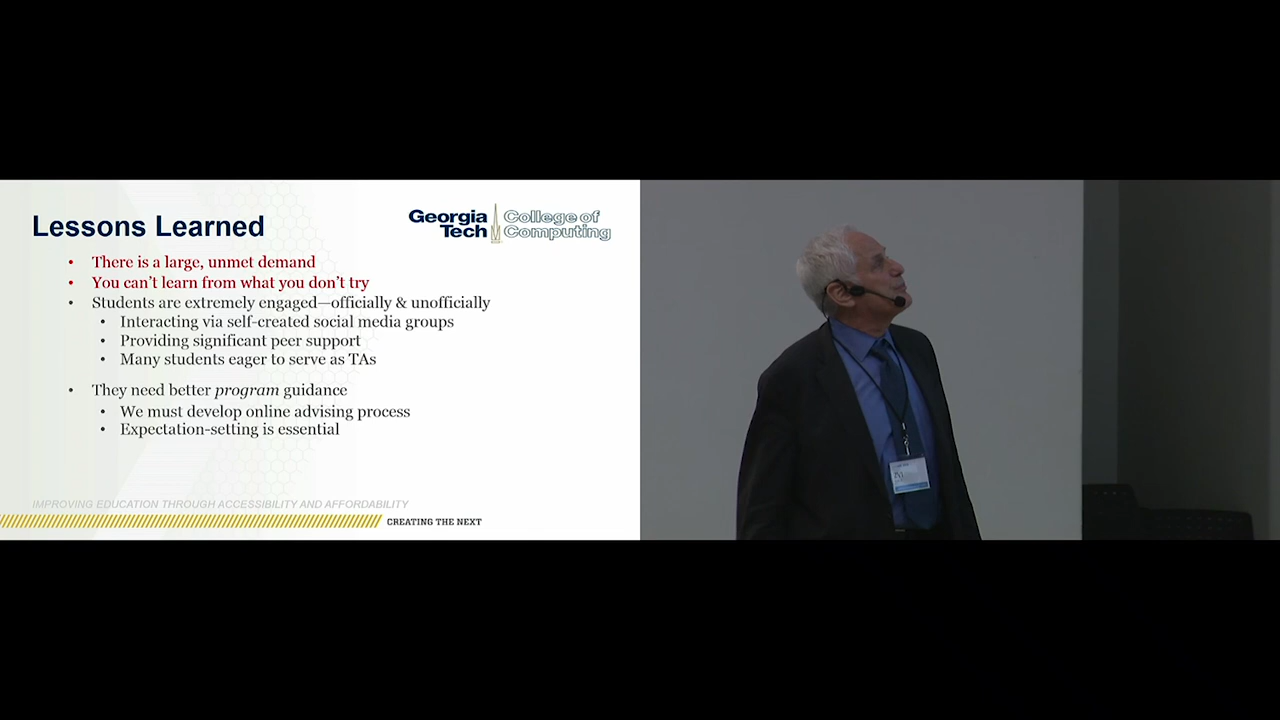 Lessons Learned
Georgia Tech
College of Computing
• There is a large, unmet demand
• You can't learn from what you don't try
• Students are extremely engaged—officially & unofficially
• Interacting via self-created social media groups
• Providing significant peer support
• Many students eager to serve as TAs
• They need better program guidance
• We must develop online advising process
• Expectation-setting is essential
IMPROVING EDUCATION THROUGH ACCESSIBILITY AND AFFORDABILITY
CREATING THE NEXT